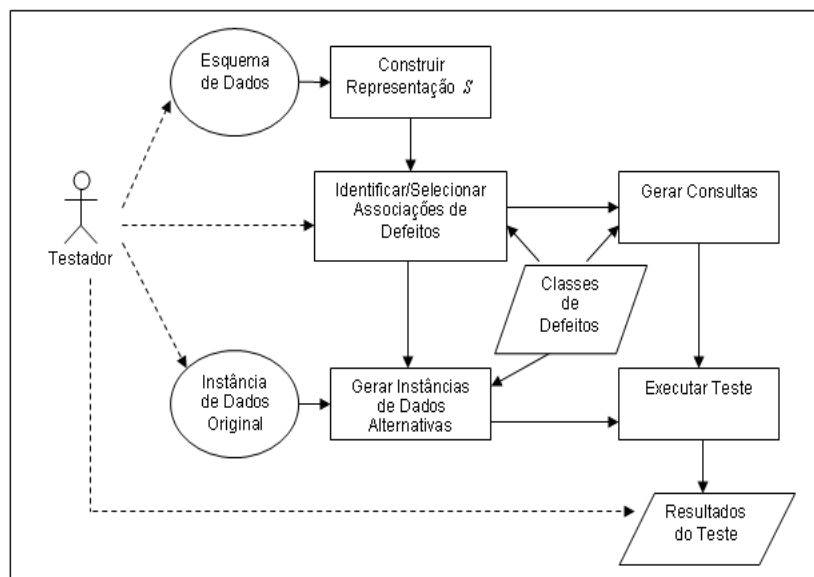 Esquema
de Dados
Construir
Representação S
Identificar/Selecionar
Associações de
Defeitos
Gerar Consultas
Testador
Classes
de
Defeitos
Instância
de Dados
Original
Gerar Instâncias
de Dados
Alternativas
Executar Teste
Resultados
do Teste